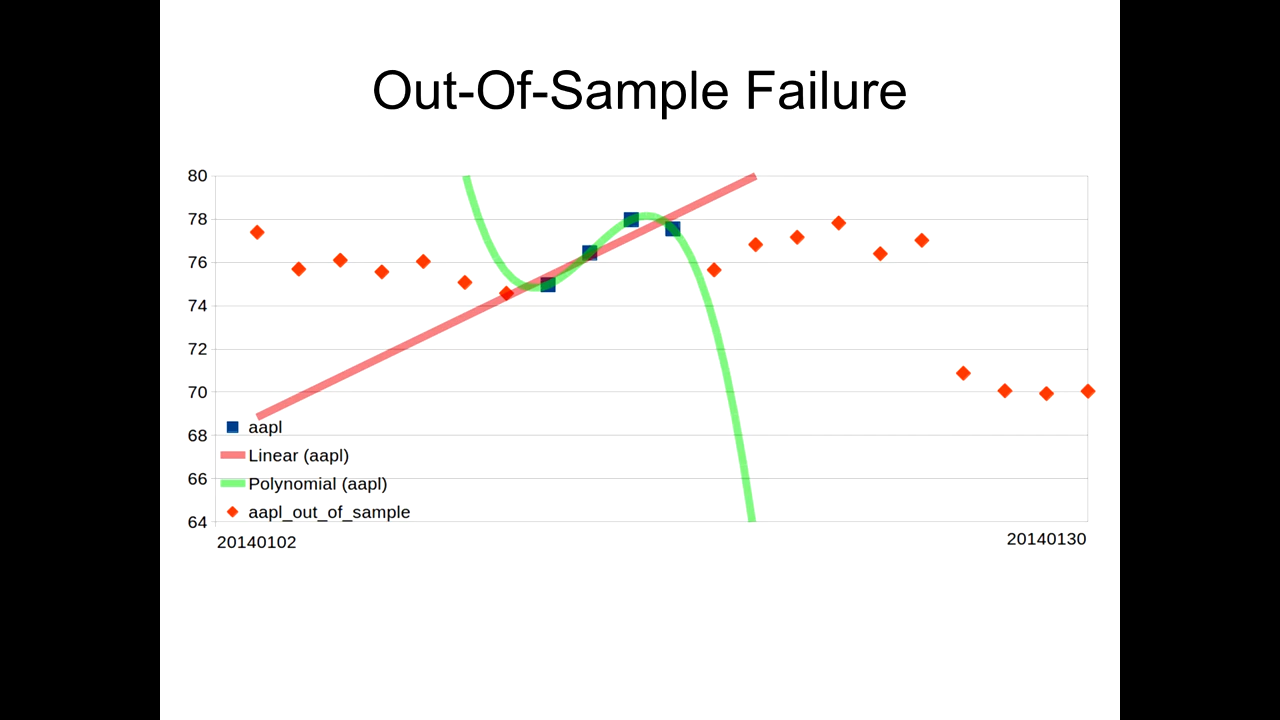 Out-Of-Sample Failure
80
78
76
74
72
70
68
66
64
aapl
Linear (aapl)
Polynomial (aapl)
aapl_out_of_sample
20140102
20140130